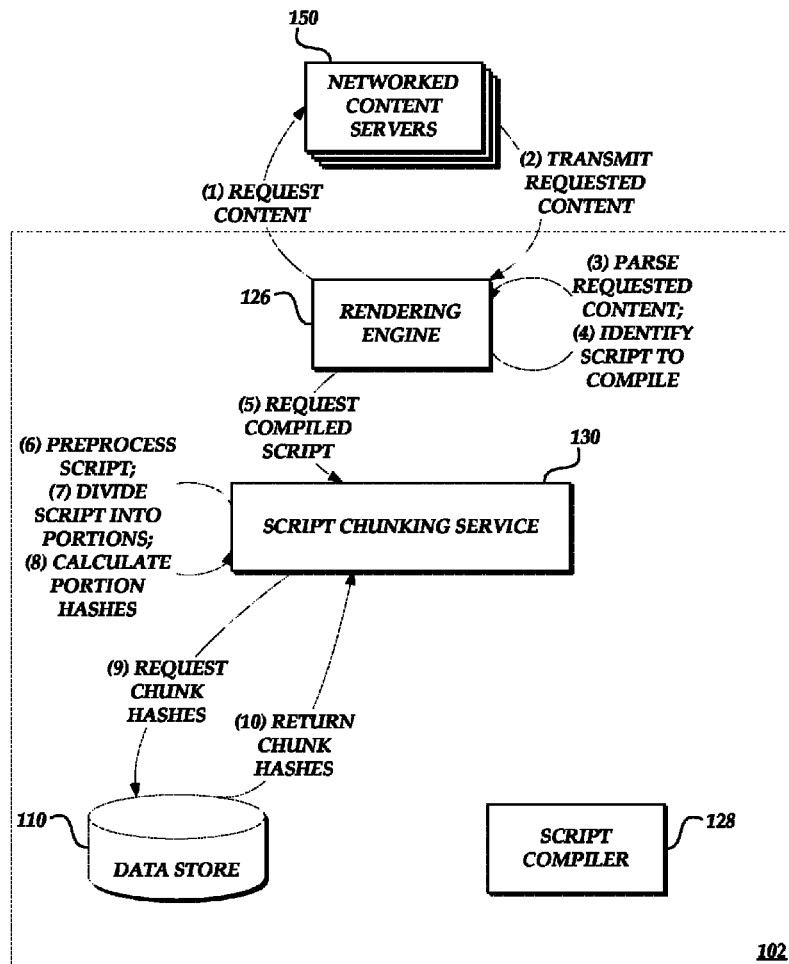 150
NETWORKED
CONTENT
SERVERS
(1) REQUEST
CONTENT
(2) TRANSMIT
REQUESTED
CONTENT
126
RENDERING
ENGINE
(3) PARSE
REQUESTED
CONTENT;
(4) IDENTIFY
SCRIPT TO
COMPILE
(5) REQUEST
COMPILED
SCRIPT
130
(6) PREPROCESS
SCRIPT;
(7) DIVIDE
SCRIPT INTO
PORTIONS;
(8) CALCULATE
PORTION
HASHES
SCRIPT CHUNKING SERVICE
(9) REQUEST
CHUNK
HASHES
(10) RETURN
CHUNK
HASHES
110
DATA STORE
SCRIPT
COMPILER
128
102